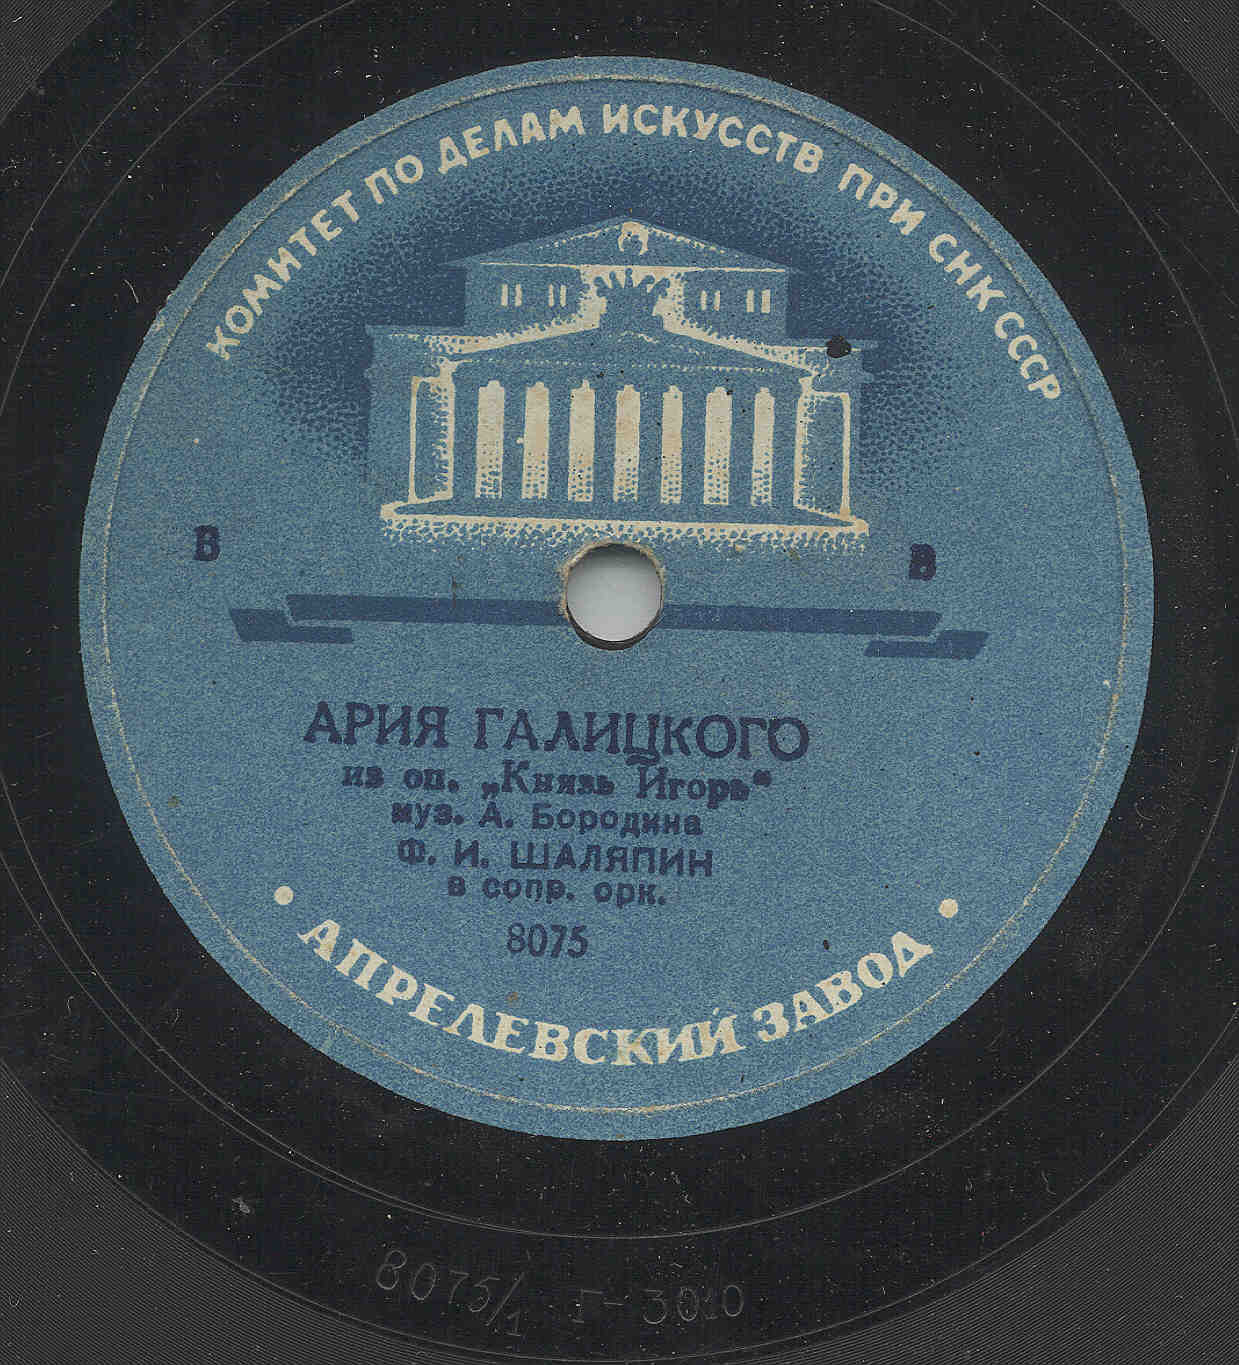 КОМИТЕТ ПО ДЕЛАМ ИСКУССТВ ПРИ СНК СССР
В В
АРИЯ ГАЛИЦКОГО
из оп. „Князь Игорь“
муз. А. Бородина
Ф. И. ШАЛЯПИН
в сопр. орк.
8075
• АПРЕЛЕВСКИЙ ЗАВОД •
8075/1 Г-3010